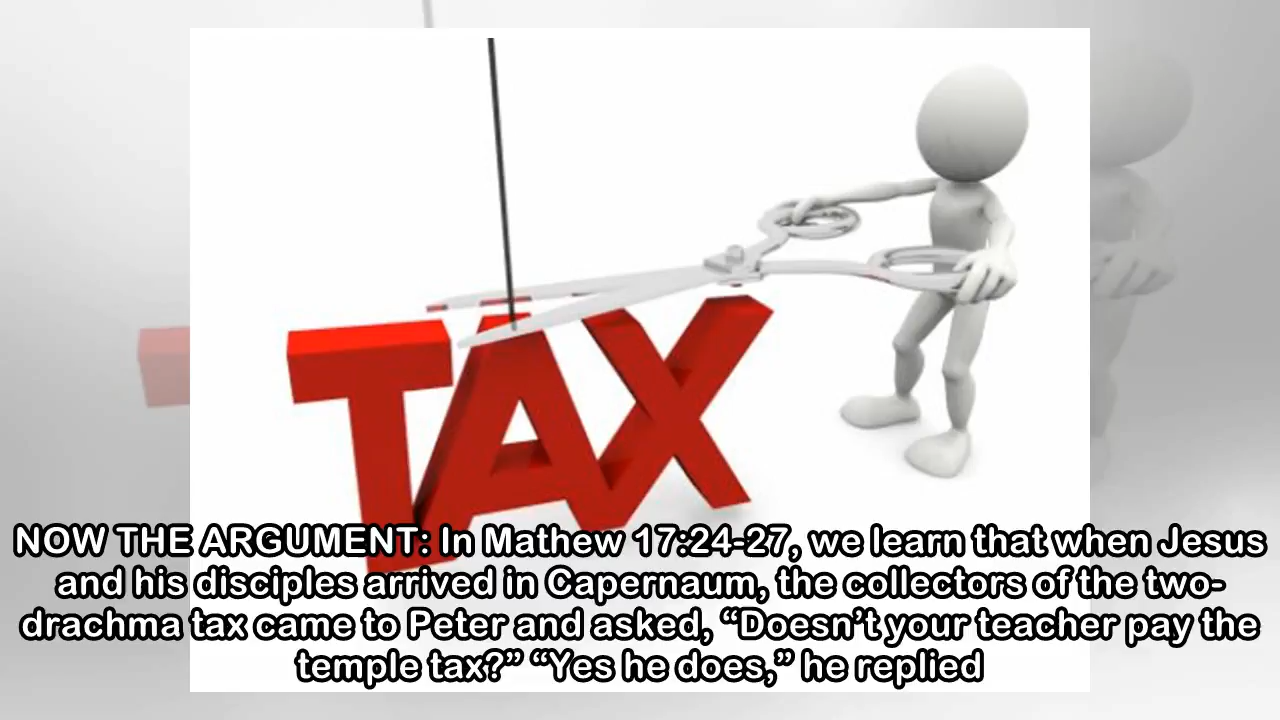 TAX
NOW THE ARGUMENT: In Mathew 17:24-27, we learn that when Jesus
and his disciples arrived in Capernaum, the collectors of the two-
drachma tax came to Peter and asked, “Doesn’t your teacher pay the
temple tax?” “Yes he does,” he replied